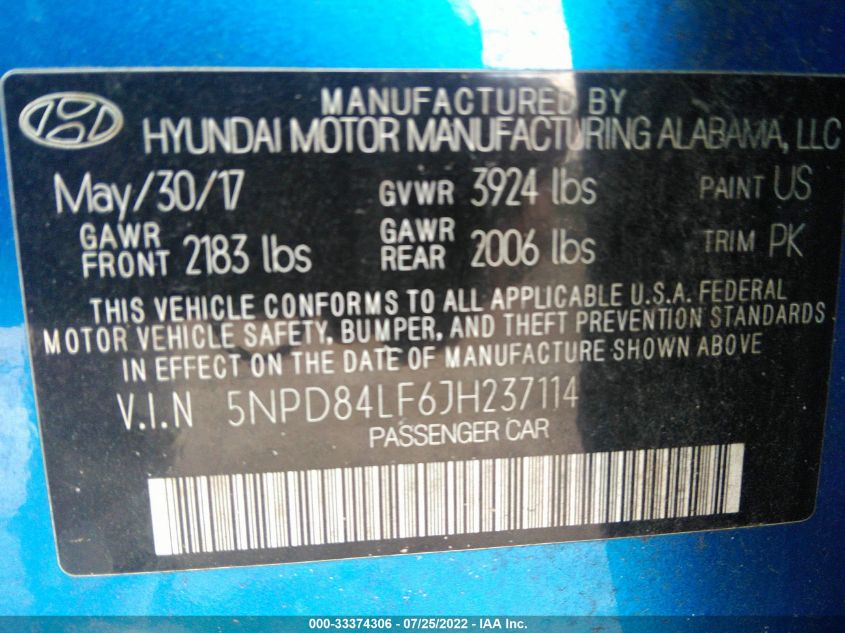 MANUFACTURED BY
HYUNDAI MOTOR MANUFACTURING ALABAMA, LLC
May/30/17 GVWR 3924 lbs PAINT US
GAWR FRONT 2183 lbs GAWR REAR 2006 lbs TRIM PK
THIS VEHICLE CONFORMS TO ALL APPLICABLE U.S.A. FEDERAL
MOTOR VEHICLE SAFETY, BUMPER, AND THEFT PREVENTION STANDARDS
IN EFFECT ON THE DATE OF MANUFACTURE SHOWN ABOVE
V.I.N 5NPD84LF6JH237114
PASSENGER CAR
000-33374306 - 07/25/2022 - IAA Inc.